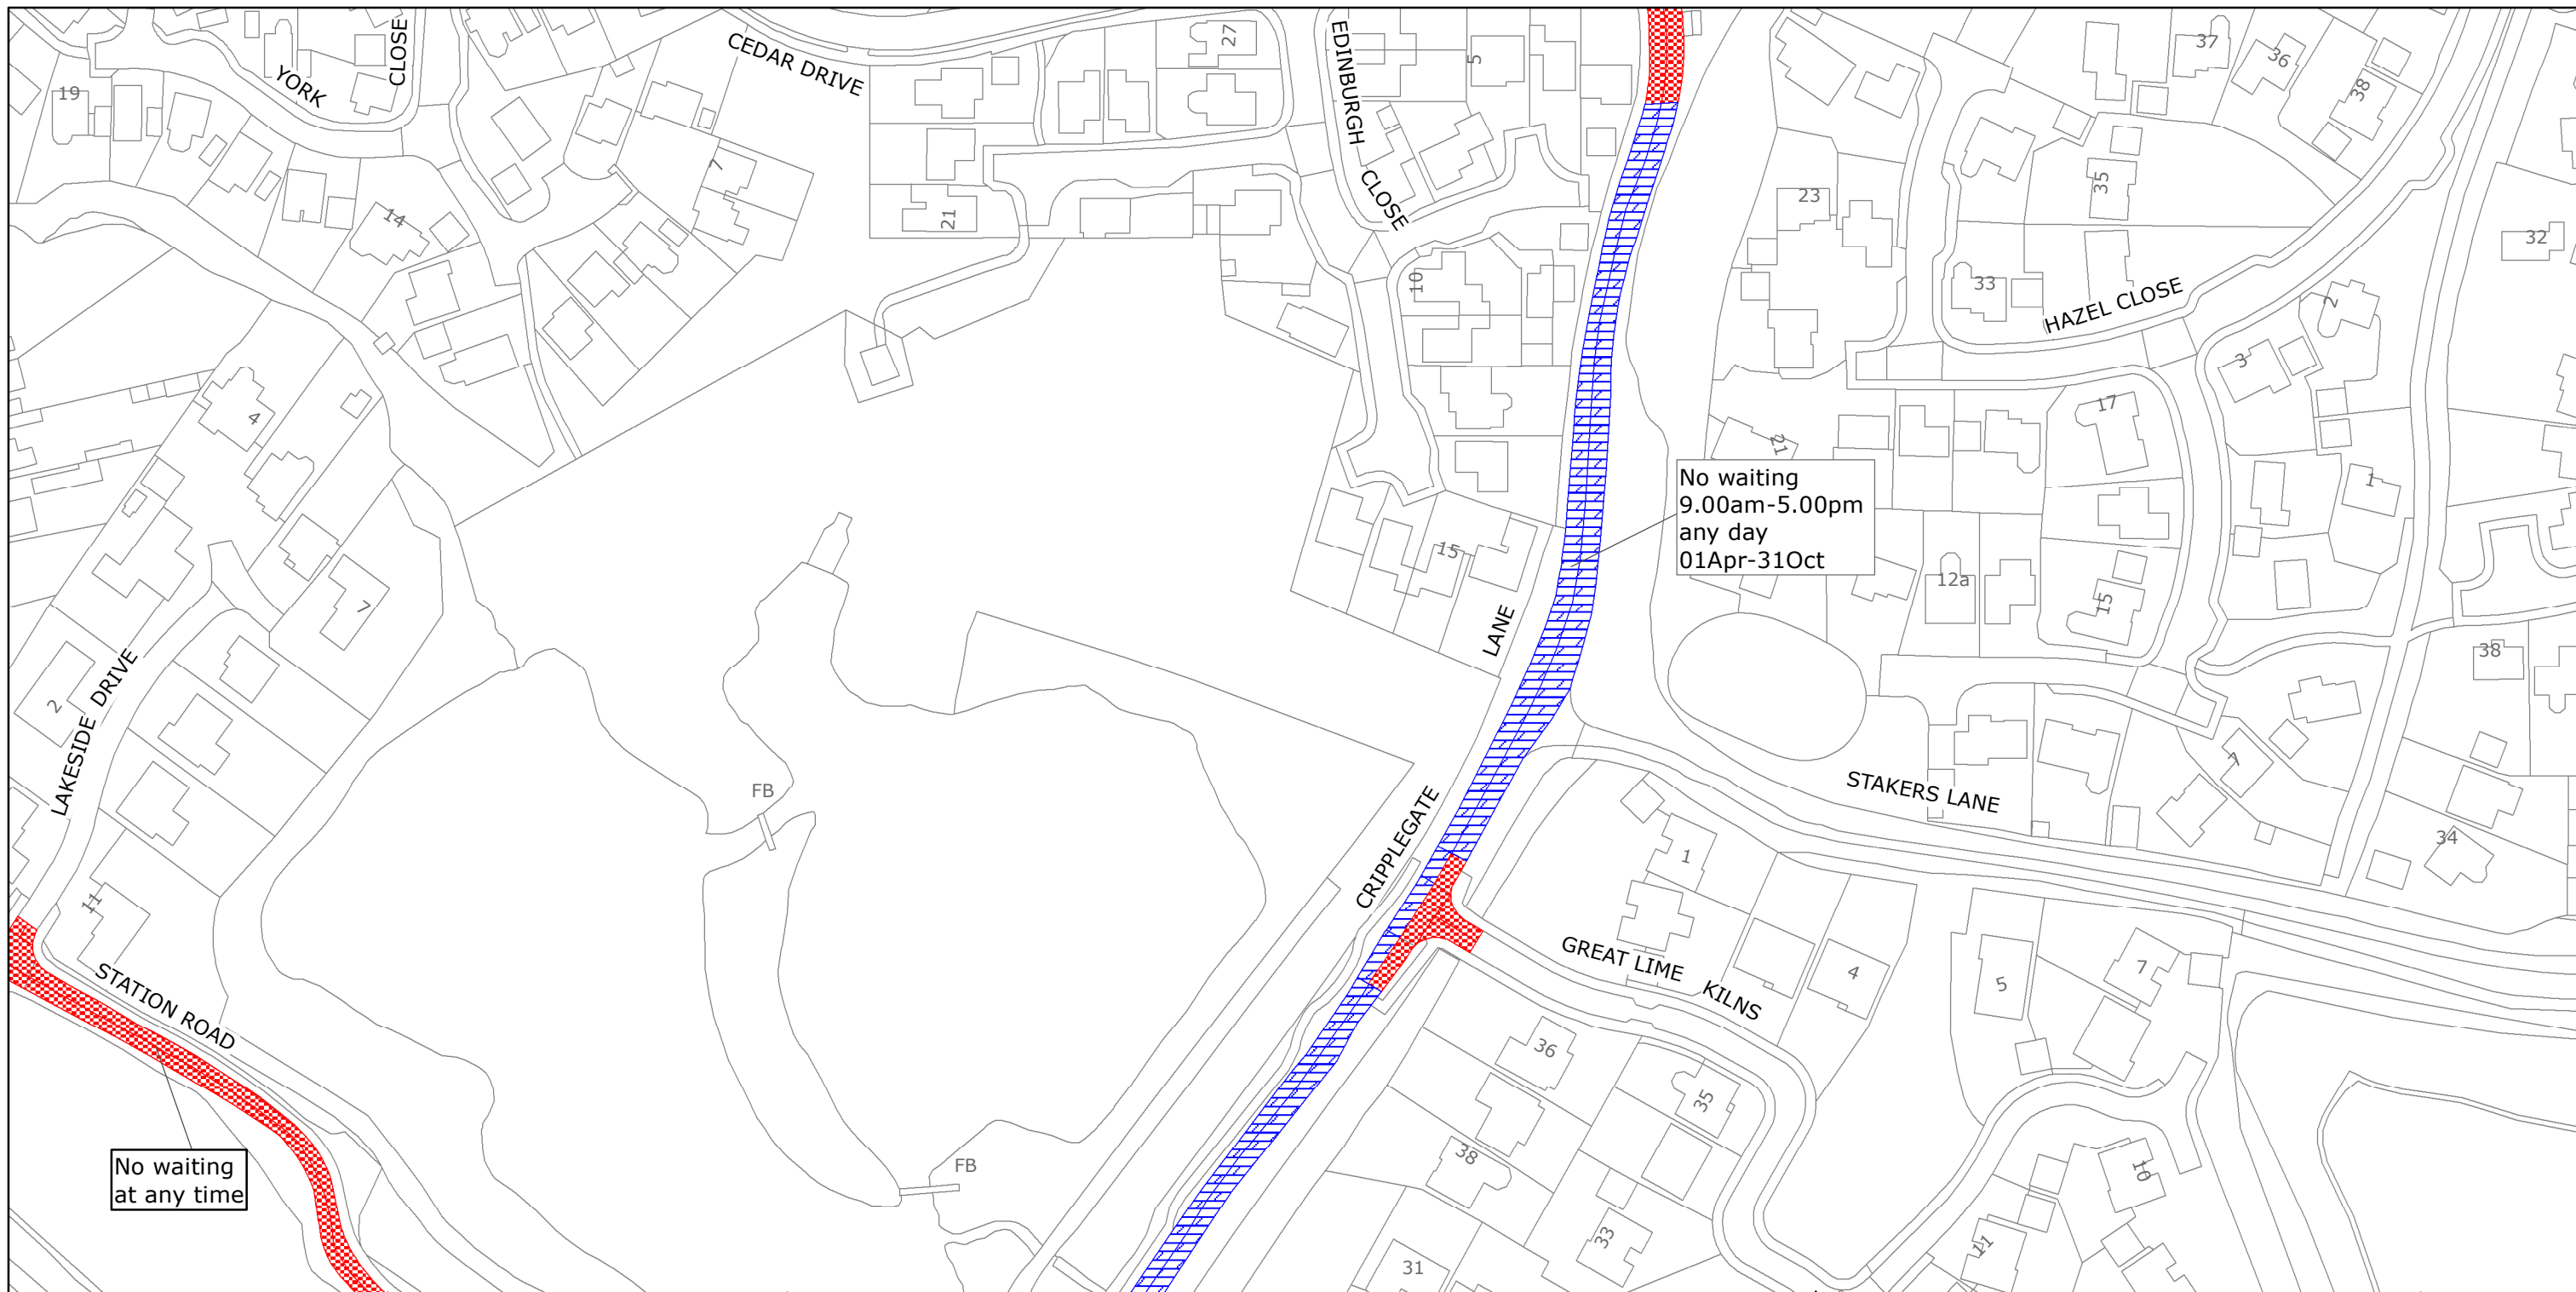 YORK
CLOSE
CEDAR DRIVE
27
EDINBURGH
CLOSE
5
37
36
38
19
7
14
21
10
23
35
33
32
HAZEL CLOSE
2
3
4
17
1
21
No waiting
9.00am-5.00pm
any day
01Apr-31Oct
15
12a
15
7
LANE
38
2
LAKESIDE DRIVE
FB
7
STAKERS LANE
CRIPPLEGATE
1
34
11
STATION ROAD
GREAT LIME KILNS
4
5
7
36
35
No waiting
at any time
38
FB
10
33
11
31